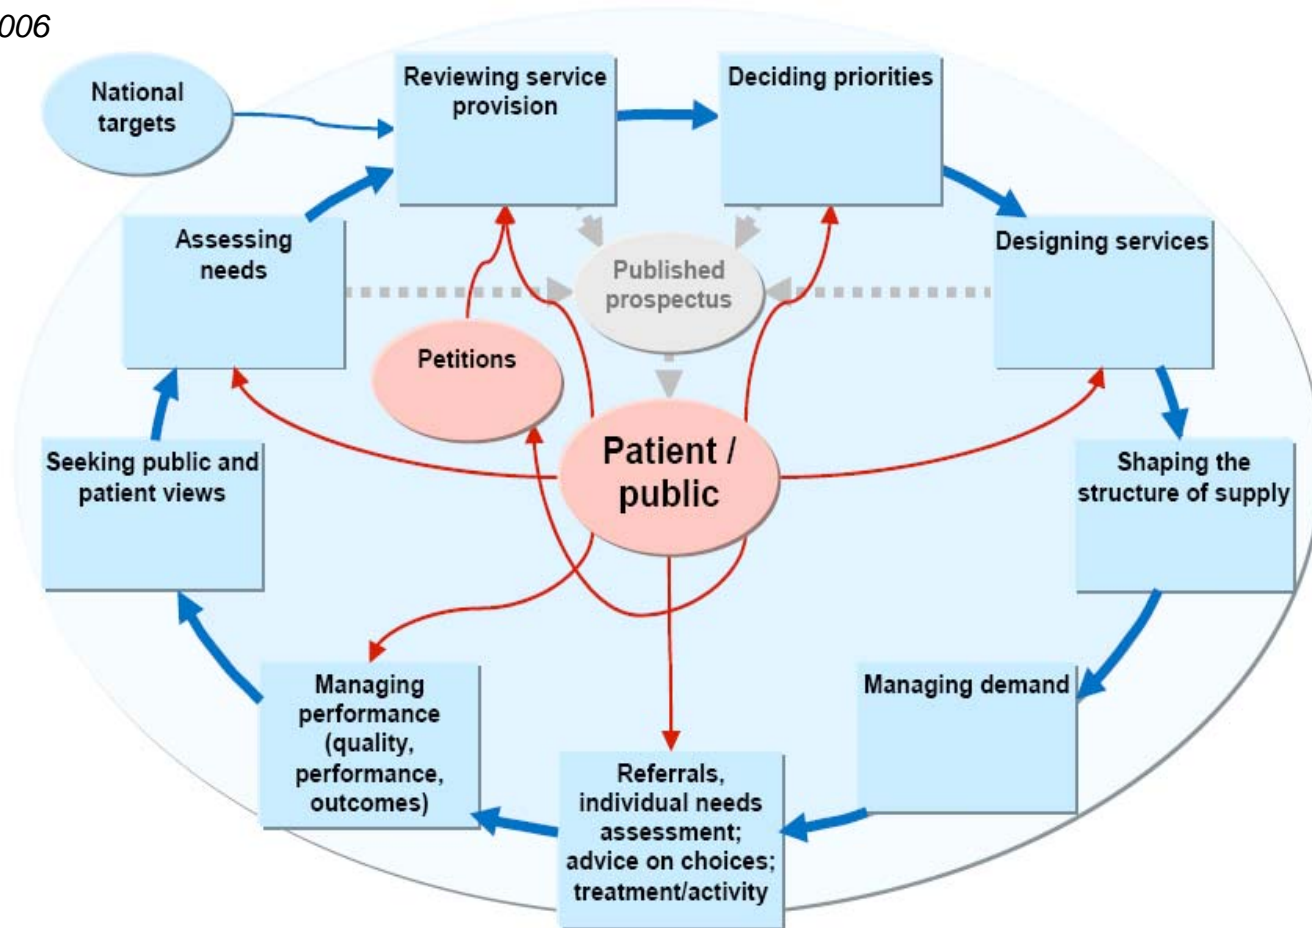 006
National
targets
Reviewing service
provision
Deciding priorities
Assessing
needs
Published
prospectus
Designing services
Petitions
Patient /
public
Seeking public and
patient views
Shaping the
structure of supply
Managing
performance
(quality,
performance,
outcomes)
Managing demand
Referrals,
individual needs
assessment;
advice on choices;
treatment/activity